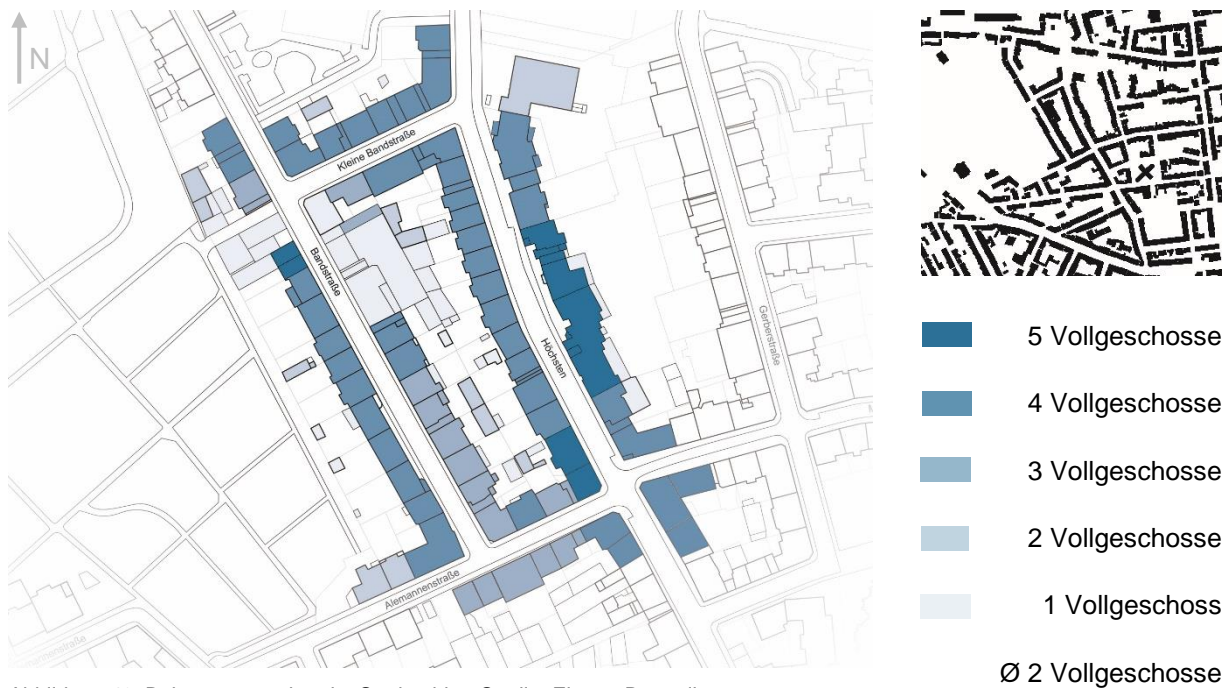 N
Kleine Bandstraße
Bandstraße
Höchsten
Gerberstraße
Alemannenstraße
5 Vollgeschosse
4 Vollgeschosse
3 Vollgeschosse
2 Vollgeschosse
1 Vollgeschoss
Ø 2 Vollgeschosse